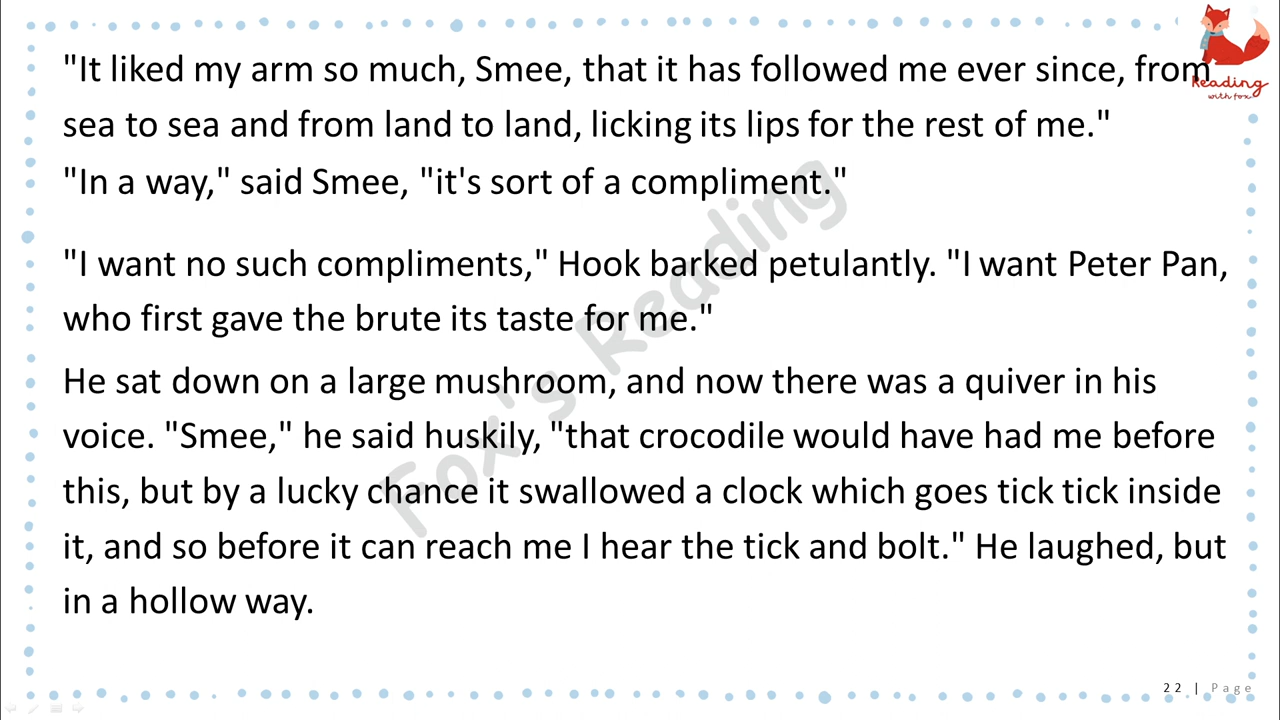 "It liked my arm so much, Smee, that it has followed me ever since, from
sea to sea and from land to land, licking its lips for the rest of me."
"In a way," said Smee, "it's sort of a compliment."
"I want no such compliments," Hook barked petulantly. "I want Peter Pan,
who first gave the brute its taste for me."
He sat down on a large mushroom, and now there was a quiver in his
voice. "Smee," he said huskily, "that crocodile would have had me before
this, but by a lucky chance it swallowed a clock which goes tick tick inside
it, and so before it can reach me I hear the tick and bolt." He laughed, but
in a hollow way.
Reading
with fox
Fox's Reading
22 | Page